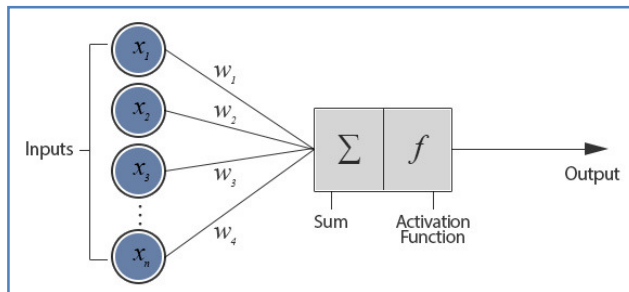 x₁
w₁
x₂
w₂
Inputs
∑ f
x₃
w₃
Output
Sum
Activation
Function
w₄
xₙ